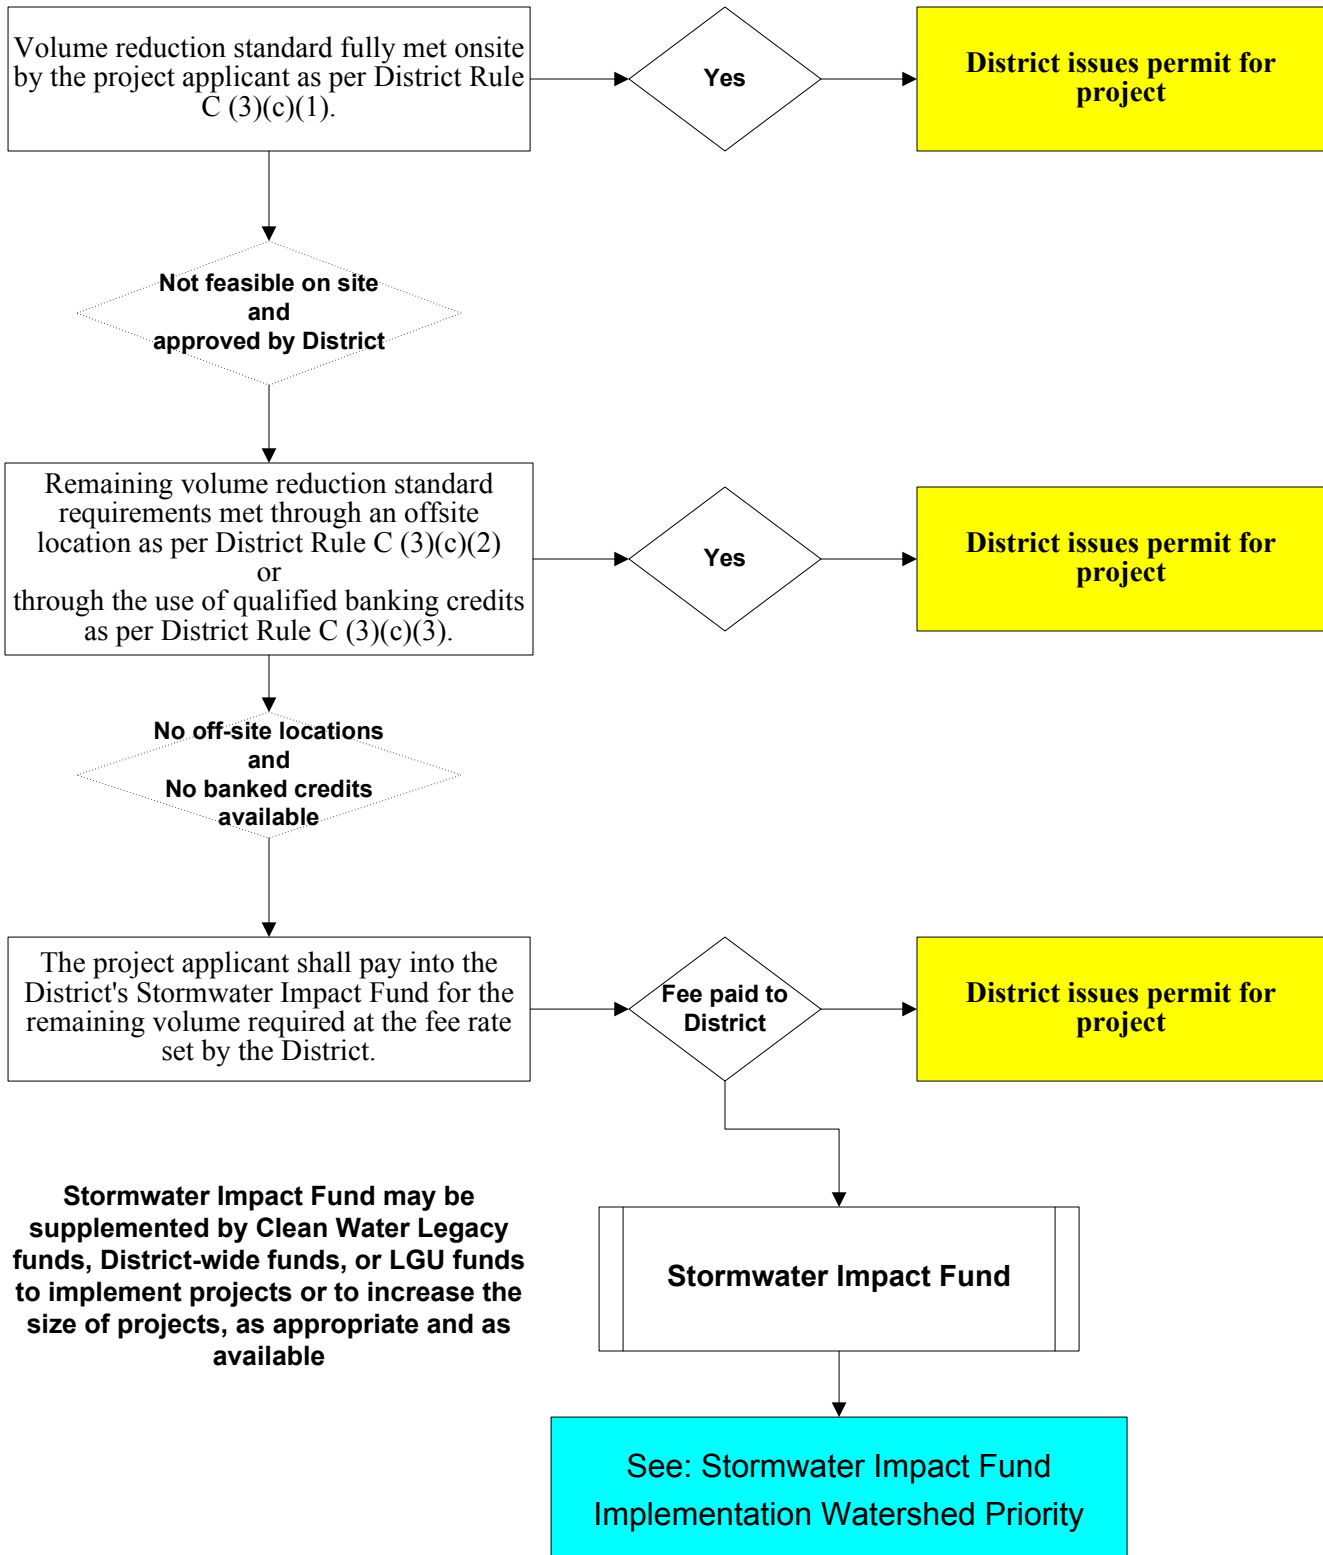 Volume reduction standard fully met onsite
by the project applicant as per District Rule
C (3)(c)(1).
Yes
District issues permit for
project
Not feasible on site
and
approved by District
Remaining volume reduction standard
requirements met through an offsite
location as per District Rule C (3)(c)(2)
or
through the use of qualified banking credits
as per District Rule C (3)(c)(3).
Yes
District issues permit for
project
No off-site locations
and
No banked credits
available
The project applicant shall pay into the
District's Stormwater Impact Fund for the
remaining volume required at the fee rate
set by the District.
Fee paid to
District
District issues permit for
project
Stormwater Impact Fund may be
supplemented by Clean Water Legacy
funds, District-wide funds, or LGU funds
to implement projects or to increase the
size of projects, as appropriate and as
available
Stormwater Impact Fund
See: Stormwater Impact Fund
Implementation Watershed Priority